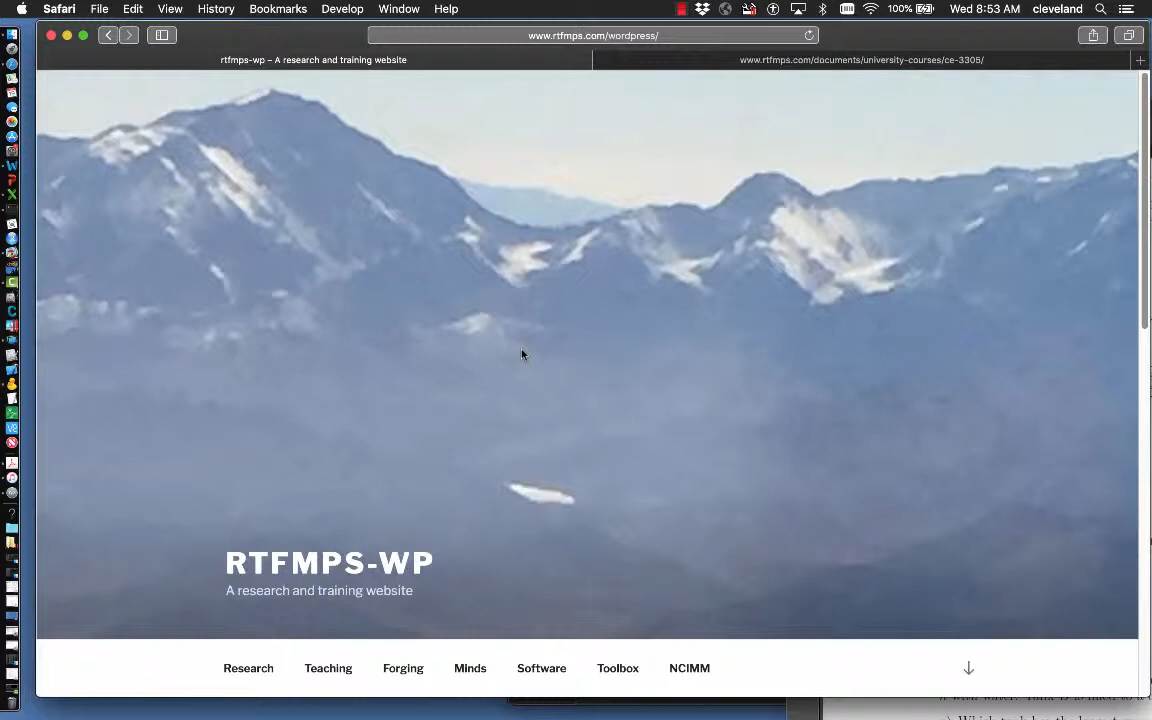 Safari File Edit View History Bookmarks Develop Window Help 100% Wed 8:53 AM cleveland
www.rtfmps.com/wordpress/
rtfmps-wp – A research and training website www.rtfmps.com/documents/university-courses/ce-3305/
RTFMPS-WP
A research and training website
Research Teaching Forging Minds Software Toolbox NCIMM